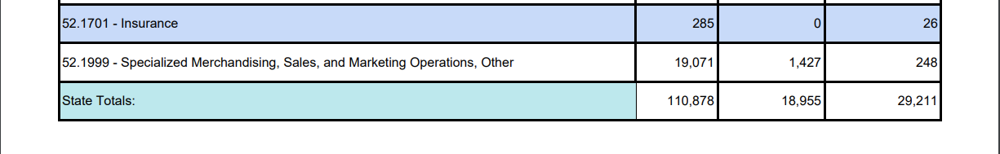 52.1701 - Insurance 285 0 26
52.1999 - Specialized Merchandising, Sales, and Marketing Operations, Other 19,071 1,427 248
State Totals: 110,878 18,955 29,211